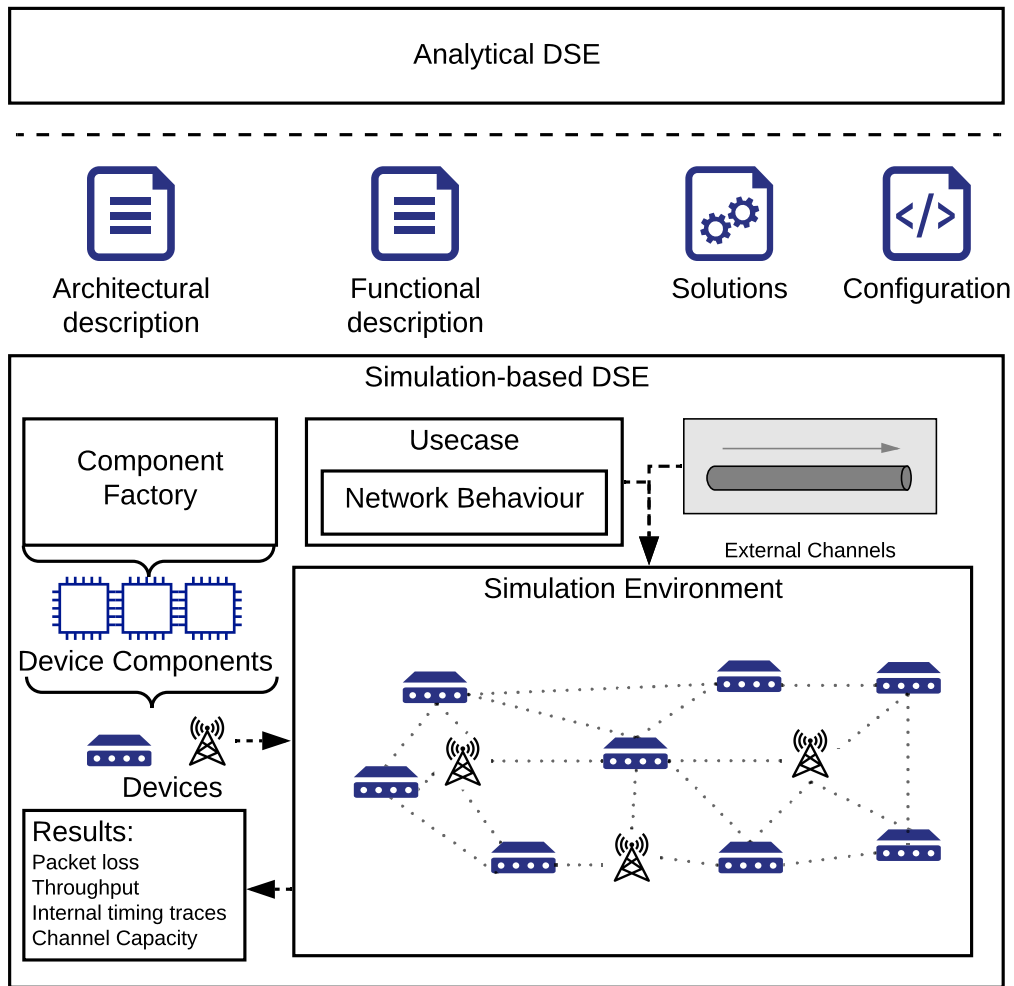 Analytical DSE
Architectural
description
Functional
description
Solutions
Configuration
Simulation-based DSE
Component
Factory
Usecase
Network Behaviour
External Channels
Simulation Environment
Device Components
Devices
Results:
Packet loss
Throughput
Internal timing traces
Channel Capacity